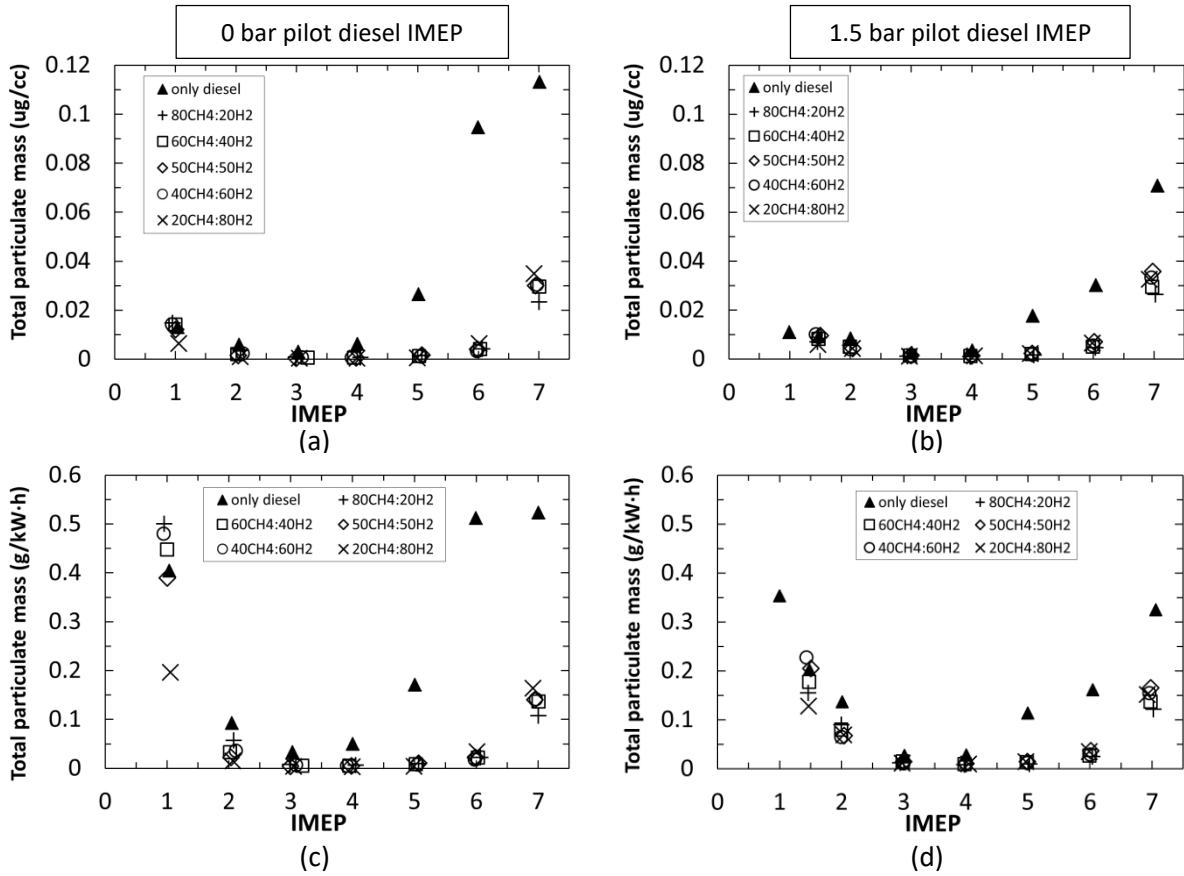 0 bar pilot diesel IMEP
1.5 bar pilot diesel IMEP
Total particulate mass (ug/cc)
0.12
0.1
0.08
0.06
0.04
0.02
0
only diesel
80CH4:20H2
60CH4:40H2
50CH4:50H2
40CH4:60H2
20CH4:80H2
0 1 2 3 4 5 6 7
IMEP
(a)
Total particulate mass (ug/cc)
0.12
0.1
0.08
0.06
0.04
0.02
0
only diesel
80CH4:20H2
60CH4:40H2
50CH4:50H2
40CH4:60H2
20CH4:80H2
0 1 2 3 4 5 6 7
IMEP
(b)
Total particulate mass (g/kW·h)
0.6
0.5
0.4
0.3
0.2
0.1
0
only diesel 80CH4:20H2
60CH4:40H2 50CH4:50H2
40CH4:60H2 20CH4:80H2
0 1 2 3 4 5 6 7
IMEP
(c)
Total particulate mass (g/kW·h)
0.6
0.5
0.4
0.3
0.2
0.1
0
only diesel 80CH4:20H2
60CH4:40H2 50CH4:50H2
40CH4:60H2 20CH4:80H2
0 1 2 3 4 5 6 7
IMEP
(d)